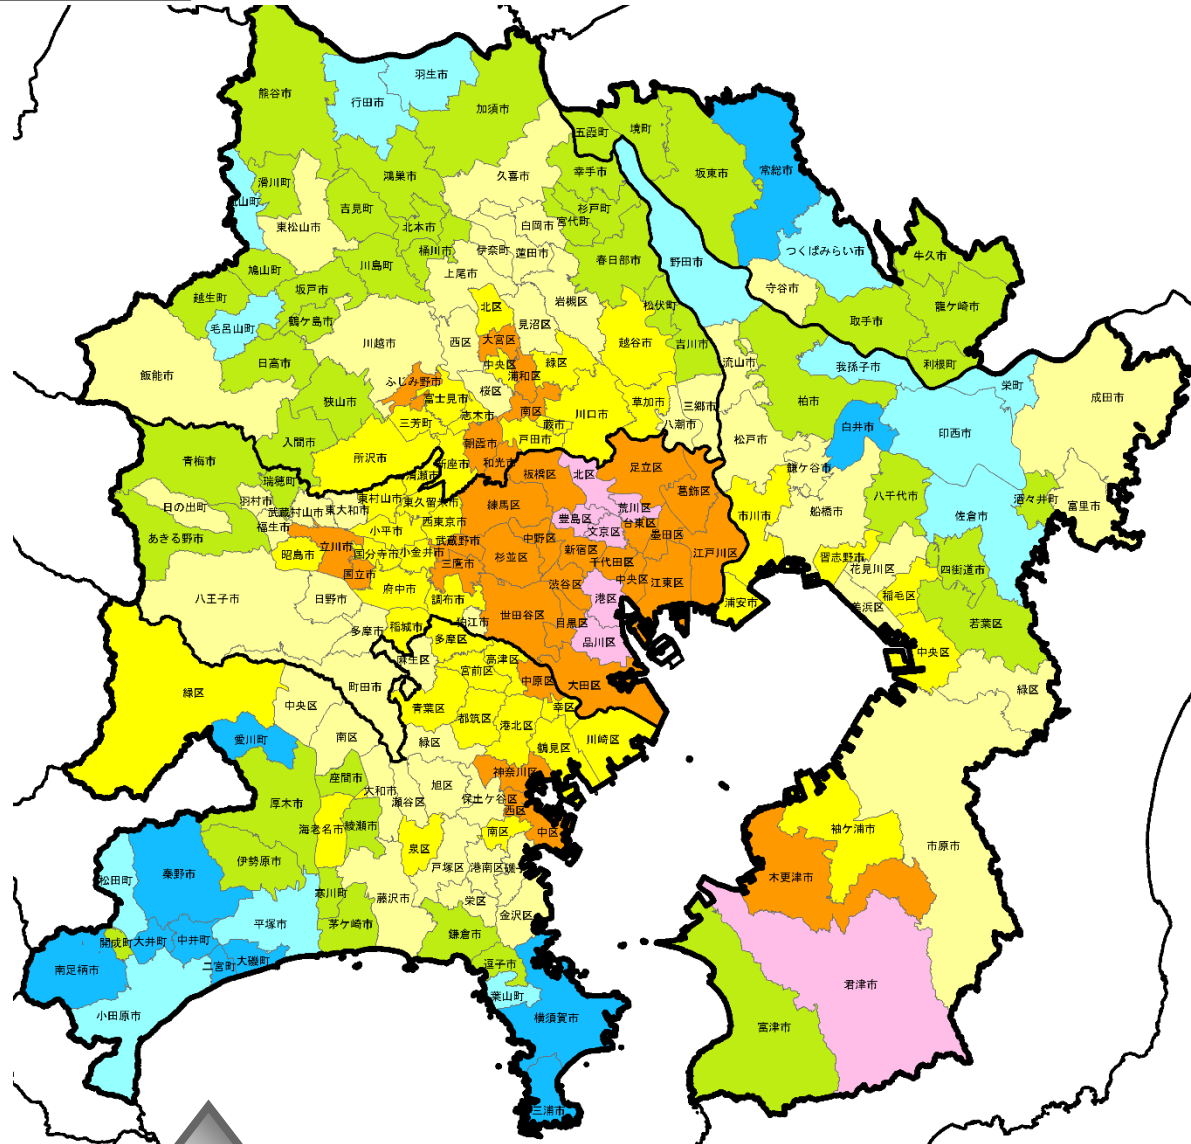 羽生市
熊谷市
行田市
加須市
五霞町
境町
常総市
坂東市
幸手市
久喜市
滑川町
鴻巣市
吉見町
杉戸町
宮代町
東松山市
北本市
白岡市
桶川市
伊奈町
蓮田市
つくばみらい市
牛久市
春日部市
野田市
川島町
鳩山町
上尾市
守谷市
龍ケ崎市
坂戸市
越生町
岩槻区
松伏町
北区
見沼区
鶴ケ島市
毛呂山町
取手市
大宮区
西区
川越市
越谷市
吉川市
流山市
緑区
中央区
日高市
利根町
我孫子市
栄町
飯能市
浦和区
ふじみ野市
桜区
富士見市
狭山市
草加市
三郷市
柏市
成田市
南区
川口市
志木市
三芳町
蕨市
八潮市
白井市
印西市
戸田市
松戸市
入間市
朝霞市
所沢市
青梅市
和光市
新座市
鎌ケ谷市
足立区
北区
板橋区
清瀬市
瑞穂町
葛飾区
八千代市
酒々井町
東村山市
東久留米市
羽村市
日の出町
練馬区
荒川区
富里市
船橋市
市川市
佐倉市
東大和市
武蔵村山市
豊島区
台東区
西東京市
福生市
小平市
文京区
墨田区
あきる野市
中野区
武蔵野市
立川市
新宿区
江戸川区
昭島市
国分寺市
小金井市
杉並区
習志野市
三鷹市
千代田区
花見川区
四街道市
国立市
中央区
江東区
渋谷区
府中市
稲毛区
八王子市
日野市
調布市
港区
浦安市
美浜区
世田谷区
目黒区
狛江市
若葉区
稲城市
多摩市
多摩区
品川区
中央区
麻生区
高津区
宮前区
町田市
中原区
大田区
緑区
緑区
中央区
青葉区
幸区
都筑区
港北区
愛川町
南区
緑区
川崎区
鶴見区
神奈川区
座間市
旭区
大和市
保土ケ谷区
瀬谷区
厚木市
西区
海老名市
綾瀬市
袖ケ浦市
南区
中区
市原市
泉区
伊勢原市
戸塚区
港南区
秦野市
木更津市
松田町
寒川町
藤沢市
栄区
金沢区
平塚市
茅ケ崎市
鎌倉市
開成町
大井町
中井町
大磯町
二宮町
逗子市
南足柄市
君津市
葉山町
小田原市
横須賀市
富津市
三浦市